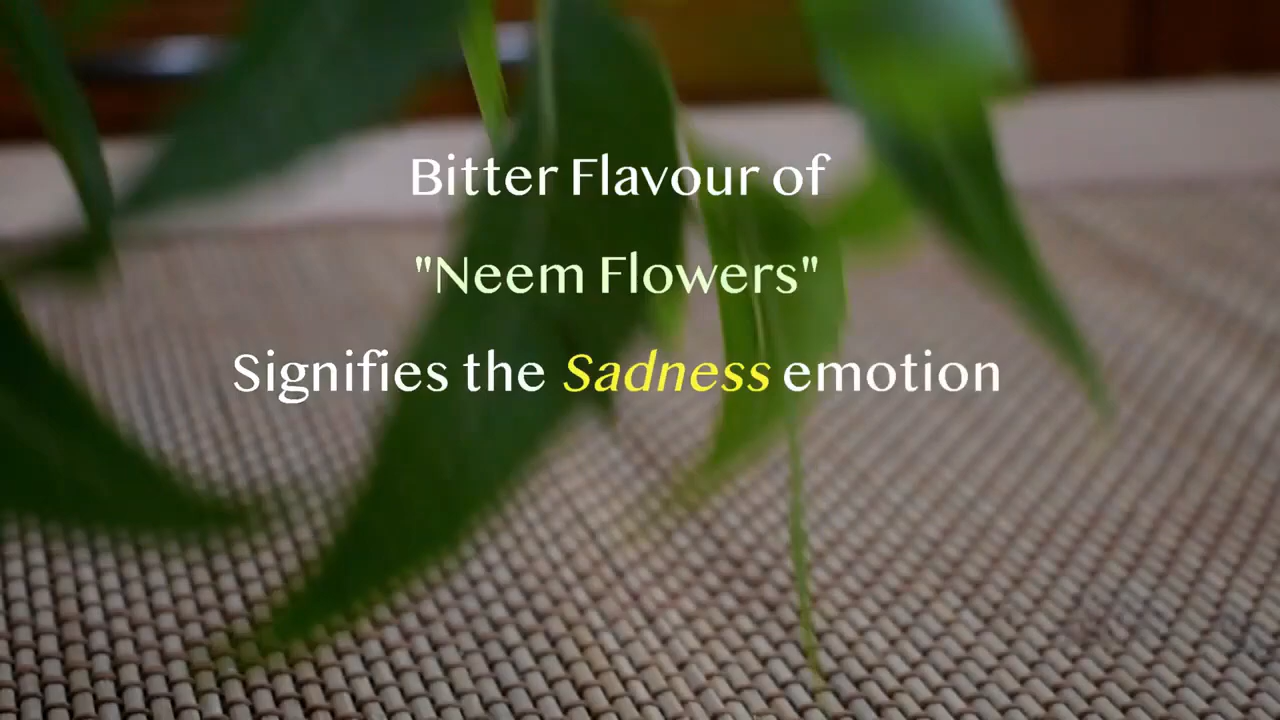 Bitter Flavour of
"Neem Flowers"
Signifies the Sadness emotion